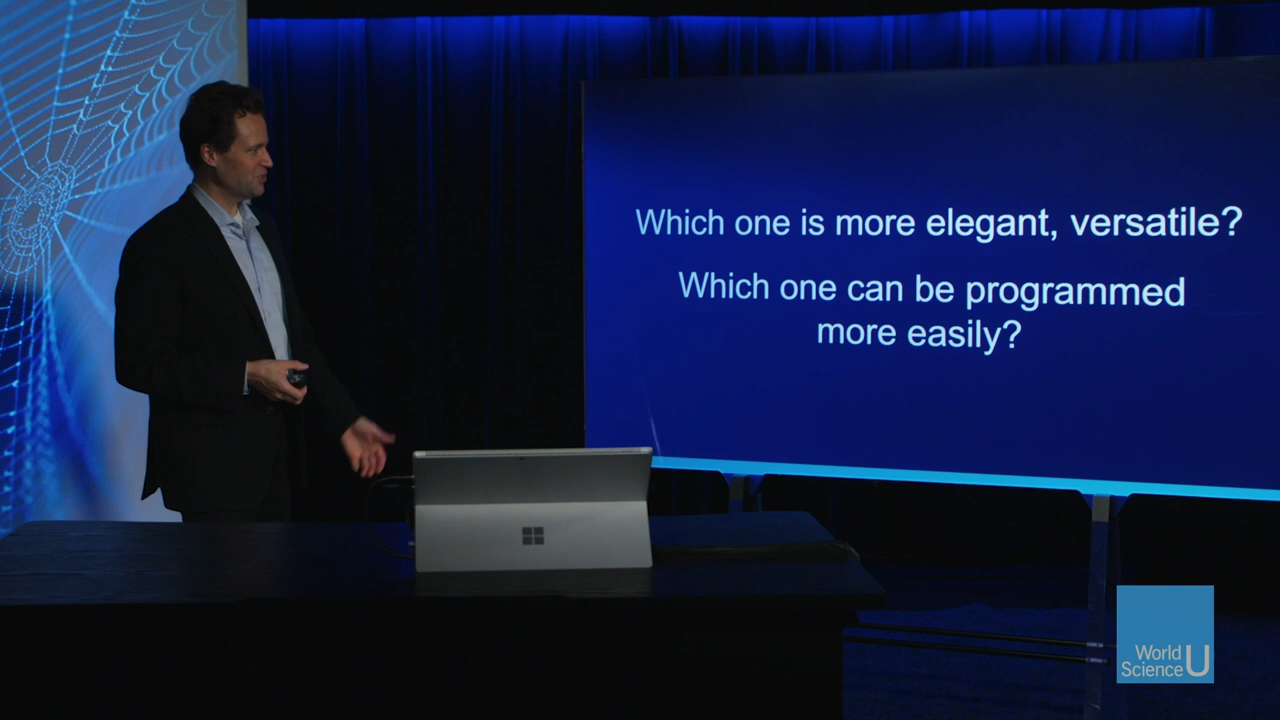 Which one is more elegant, versatile?
Which one can be programmed
more easily?
World
Science U